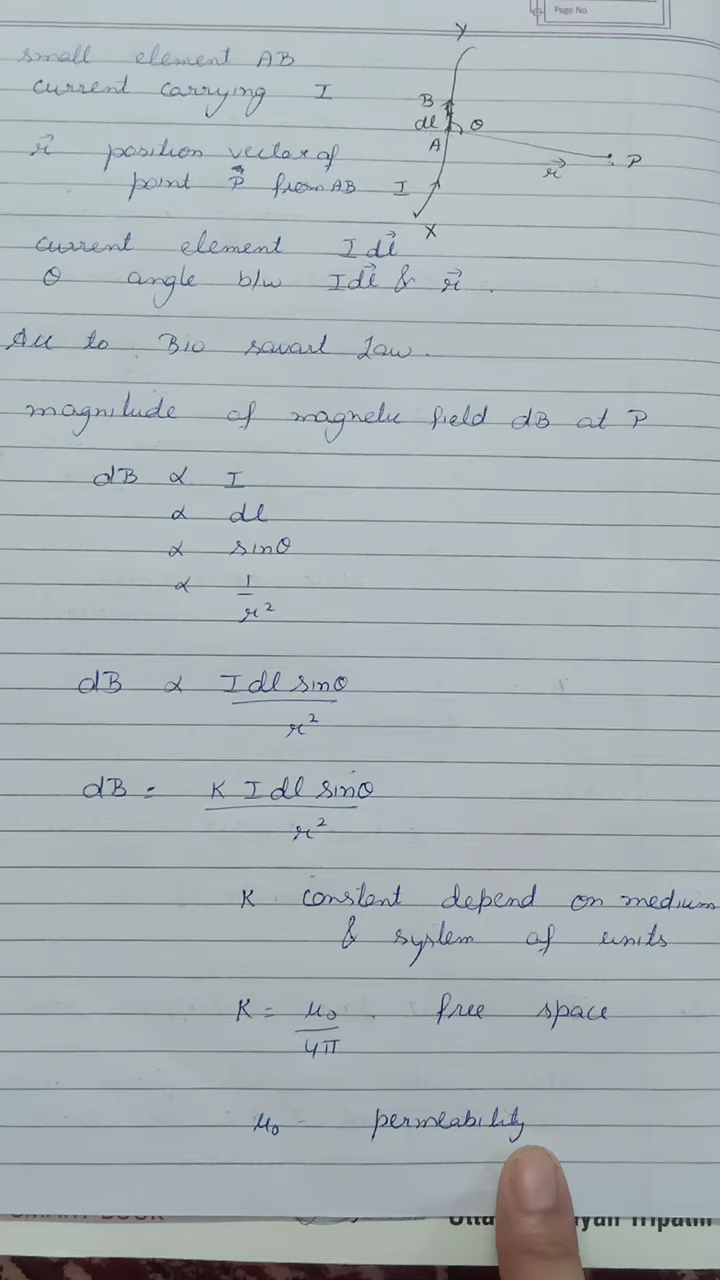 Page No.
small element AB
current carrying I
r⃗ position vector of
point P from AB
Y
B
dl θ
A
r⃗ P
I
X
current element I dl⃗
θ angle b/w Idl⃗ & r⃗.
Acc to Bio savart Law.
magnitude of magnetic field dB at P
dB ∝ I
∝ dl
∝ sinθ
∝ 1/r²
dB ∝ I dl sinθ / r²
dB = K I dl sinθ / r²
K constant depend on medium
& system of units
K = μ₀/4π. free space
μ₀ - permeability